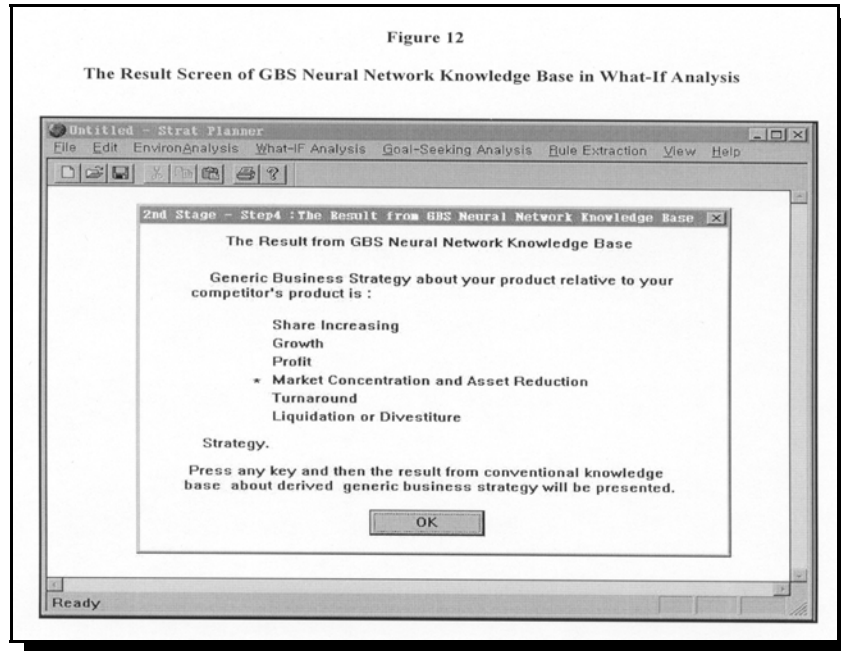 Figure 12
The Result Screen of GBS Neural Network Knowledge Base in What-If Analysis
Untitled - Strat Planner
File Edit EnvironAnalysis What-IF Analysis Goal-Seeking Analysis Rule Extraction View Help
2nd Stage - Step4 :The Result from GBS Neural Network Knowledge Base
The Result from GBS Neural Network Knowledge Base
Generic Business Strategy about your product relative to your
competitor's product is :
Share Increasing
Growth
Profit
* Market Concentration and Asset Reduction
Turnaround
Liquidation or Divestiture
Strategy.
Press any key and then the result from conventional knowledge
base about derived generic business strategy will be presented.
OK
Ready